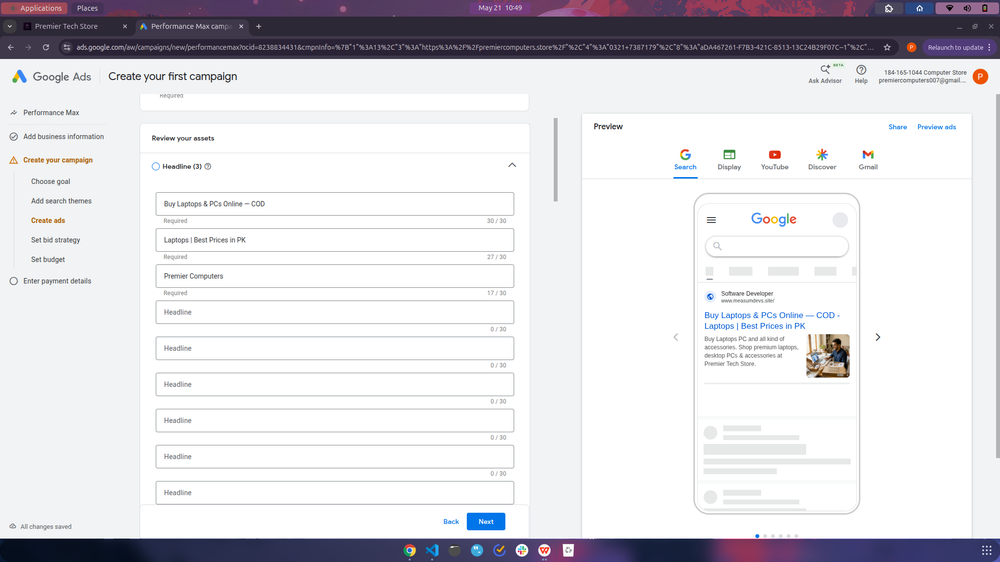 Applications
Places
May 21 10:49
Premier Tech Store
Performance Max campa
ads.google.com/aw/campaigns/new/performancemax?ocid=8238834431&cmpnInfo=%7B"1"%3A13%2C"3"%3A"https%3A%2F%2Fpremiercomputers.store%2F"%2C"4"%3A"0321+7387179"%2C"8"%3A"aDA467261-F7B3-421C-8513-13C24B29F07C--1"%2C"...
P
Relaunch to update
Google Ads
Create your first campaign
BETA
Ask Advisor
Help
184-165-1044 Computer Store
premiercomputers007@gmail....
P
Performance Max
Add business information
Create your campaign
Choose goal
Add search themes
Create ads
Set bid strategy
Set budget
Enter payment details
All changes saved
Required
Review your assets
Headline (3)
Buy Laptops & PCs Online — COD
Required
30 / 30
Laptops | Best Prices in PK
Required
27 / 30
Premier Computers
Required
17 / 30
Headline
0 / 30
Headline
0 / 30
Headline
0 / 30
Headline
0 / 30
Headline
0 / 30
Headline
Back
Next
Preview
Share
Preview ads
Search
Display
YouTube
Discover
Gmail
Google
Software Developer
www.measumdevs.site/
Buy Laptops & PCs Online — COD -
Laptops | Best Prices in PK
Buy Laptops PC and all kind of
accessories. Shop premium laptops,
desktop PCs & accessories at
Premier Tech Store.